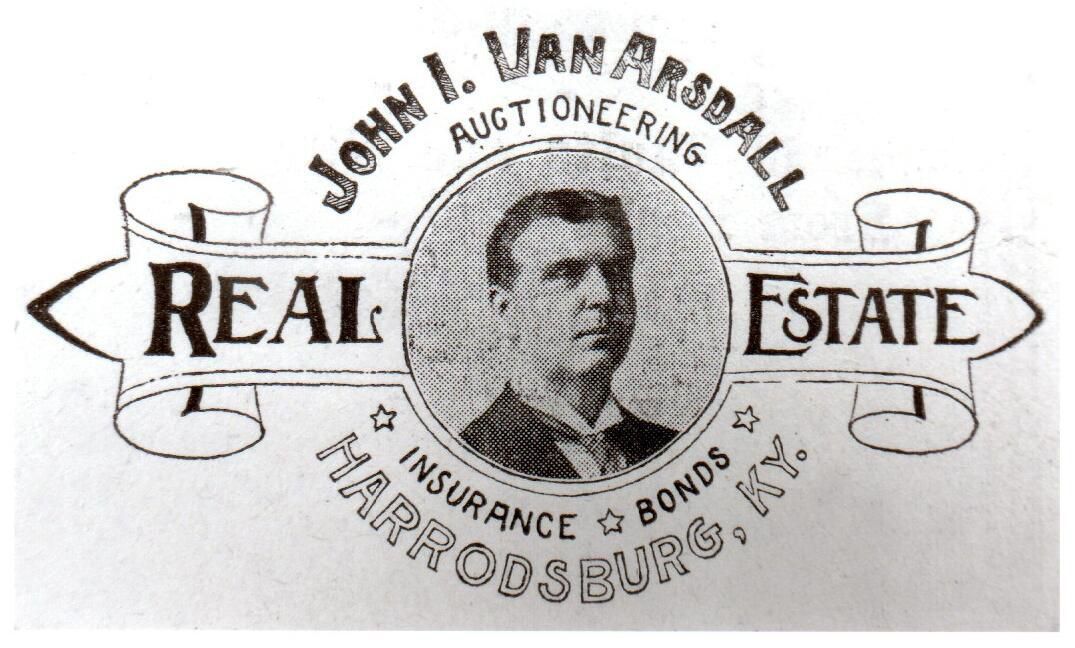 JOHN I. VAN ARSDALL
AUCTIONEERING
REAL ESTATE
INSURANCE ☆ BONDS
HARRODSBURG, KY.